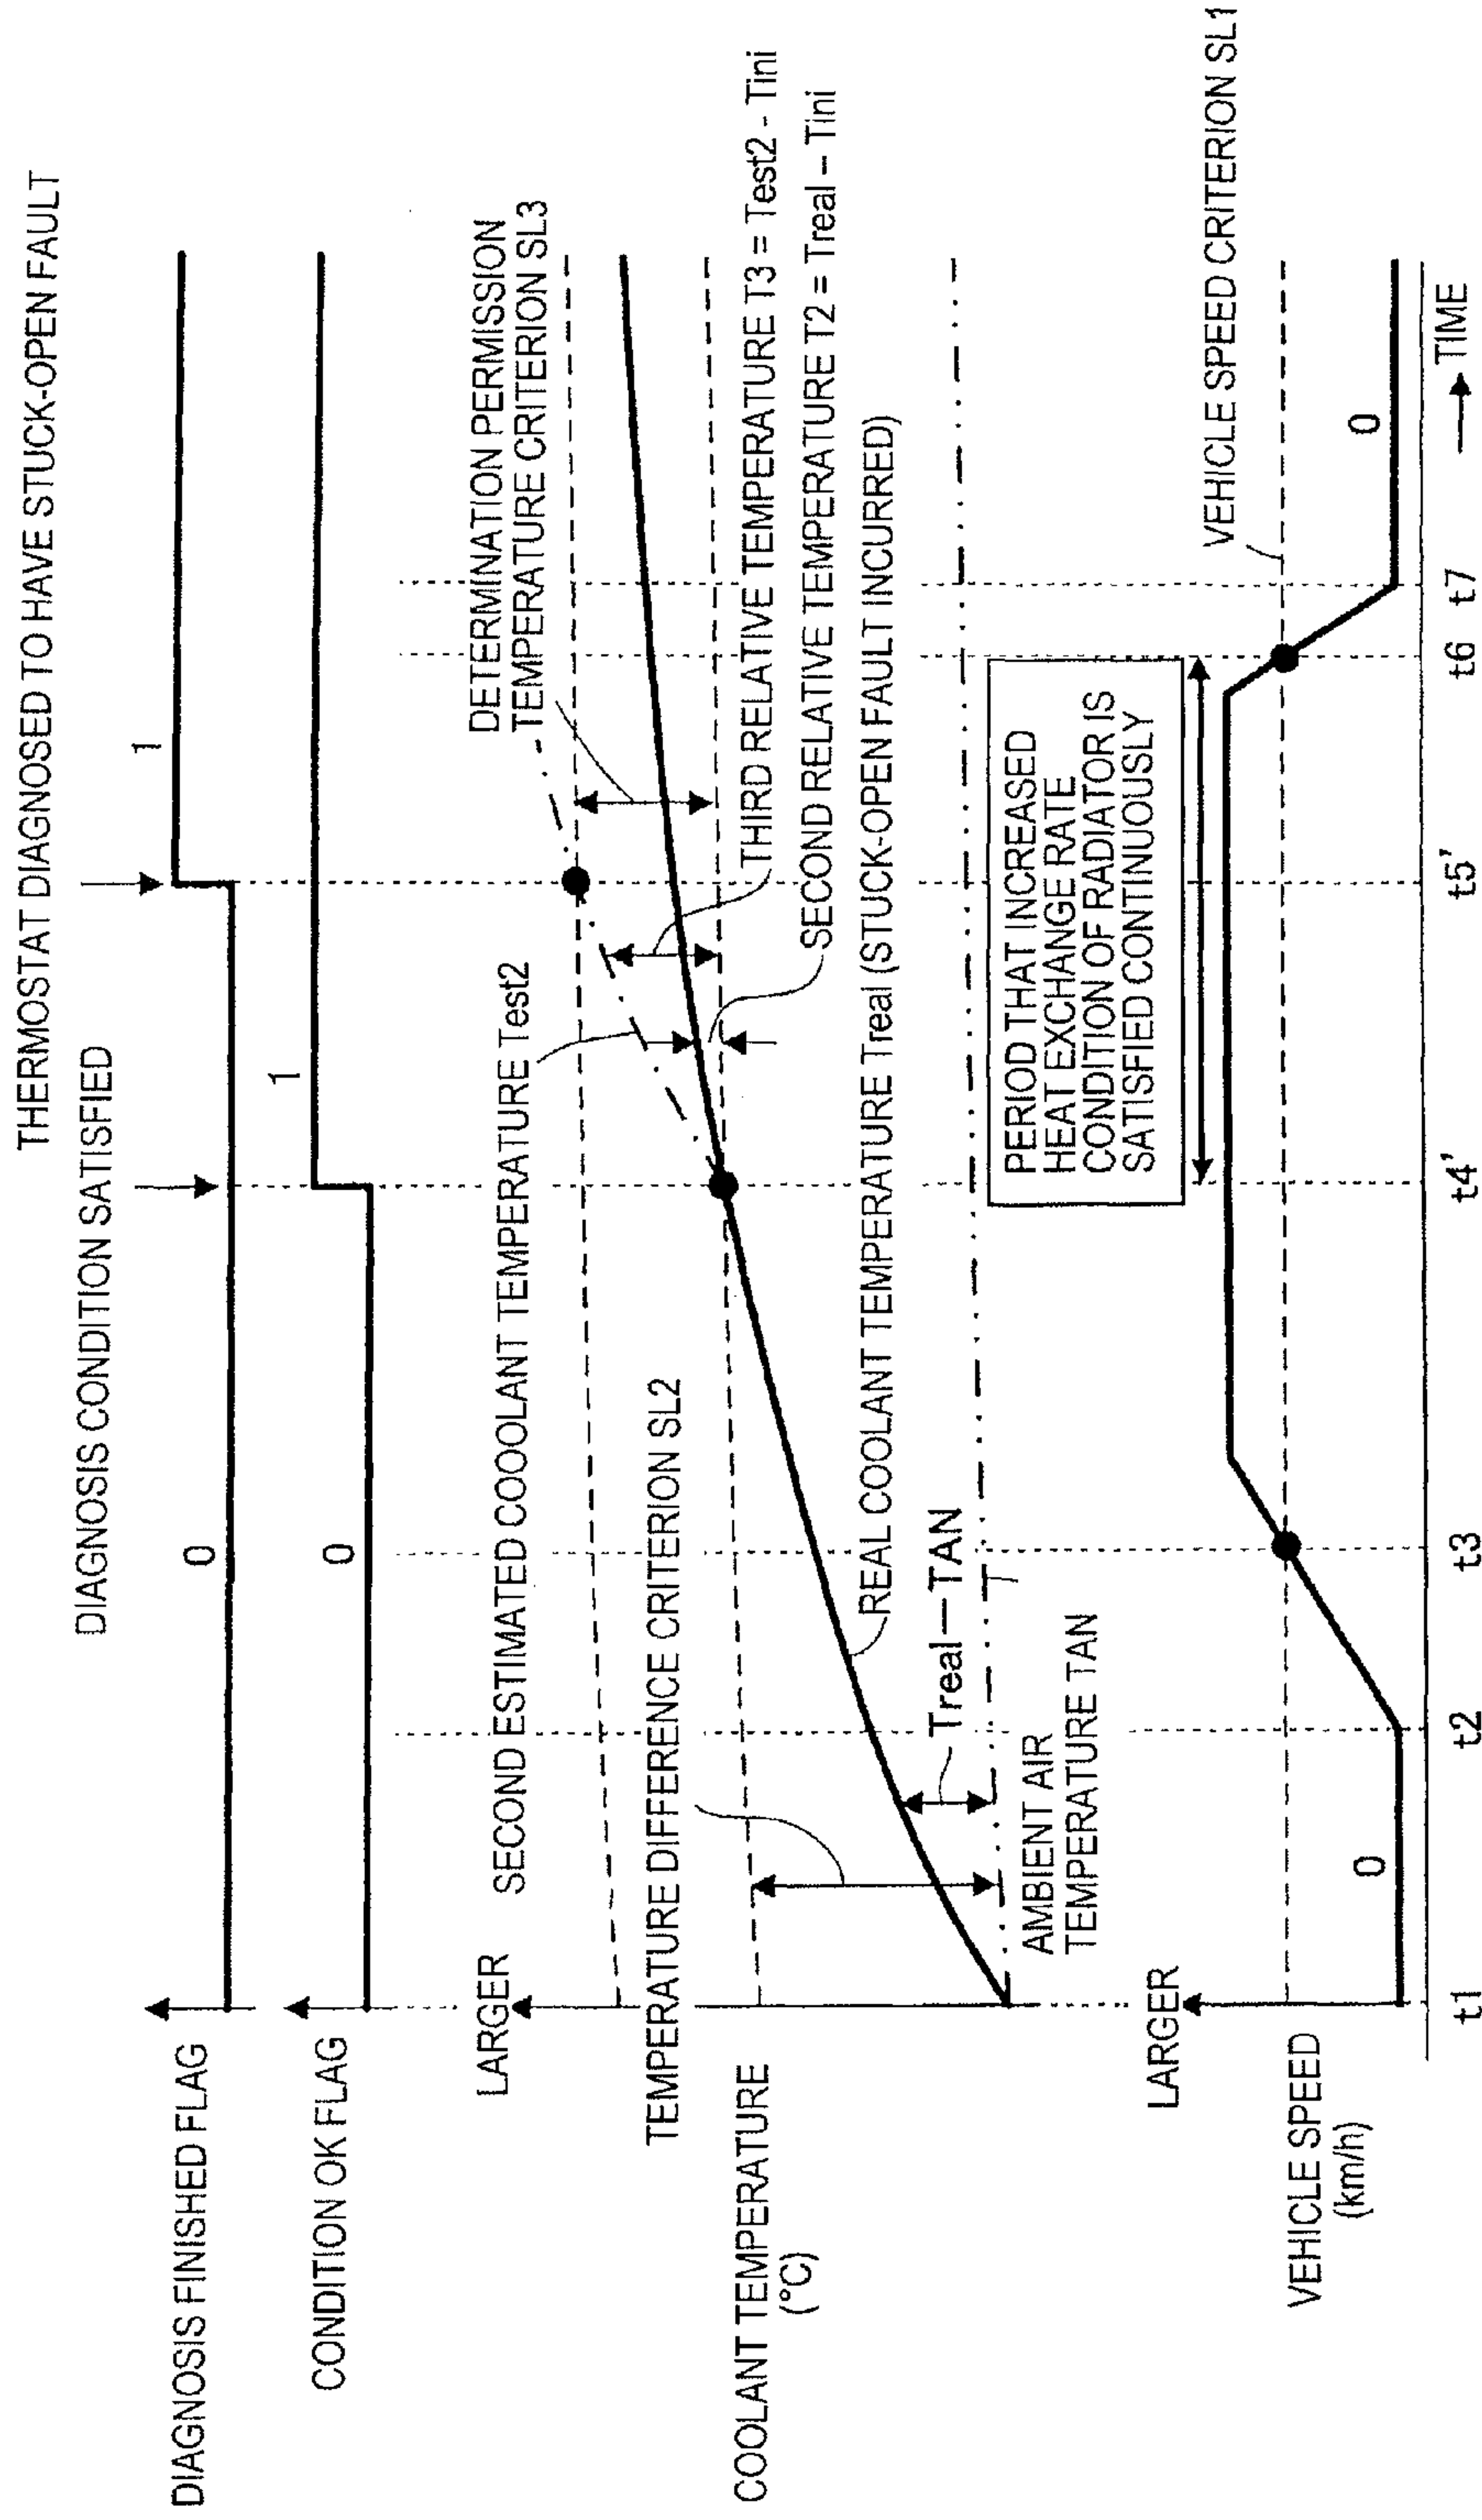 THERMOSTAT DIAGNOSED TO HAVE STUCK-OPEN FAULT
DIAGNOSIS CONDITION SATISFIED
DIAGNOSIS FINISHED FLAG
0
1
CONDITION OK FLAG
0
1
LARGER
SECOND ESTIMATED COOOLANT TEMPERATURE Test2
DETERMINATION PERMISSION
TEMPERATURE CRITERION SL3
TEMPERATURE DIFFERENCE CRITERION SL2
COOLANT TEMPERATURE
(°C)
THIRD RELATIVE TEMPERATURE T3 = Test2 - Tini
SECOND RELATIVE TEMPERATURE T2 = Treal - Tini
REAL COOLANT TEMPERATURE Treal (STUCK-OPEN FAULT INCURRED)
Treal—TAN
AMBIENT AIR
TEMPERATURE TAN
PERIOD THAT INCREASED
HEAT EXCHANGE RATE
CONDITION OF RADIATOR IS
SATISFIED CONTINUOUSLY
LARGER
VEHICLE SPEED CRITERION SL1
VEHICLE SPEED
(km/h)
0
0
t1
t2
t3
t4'
t5'
t6
t7
TIME